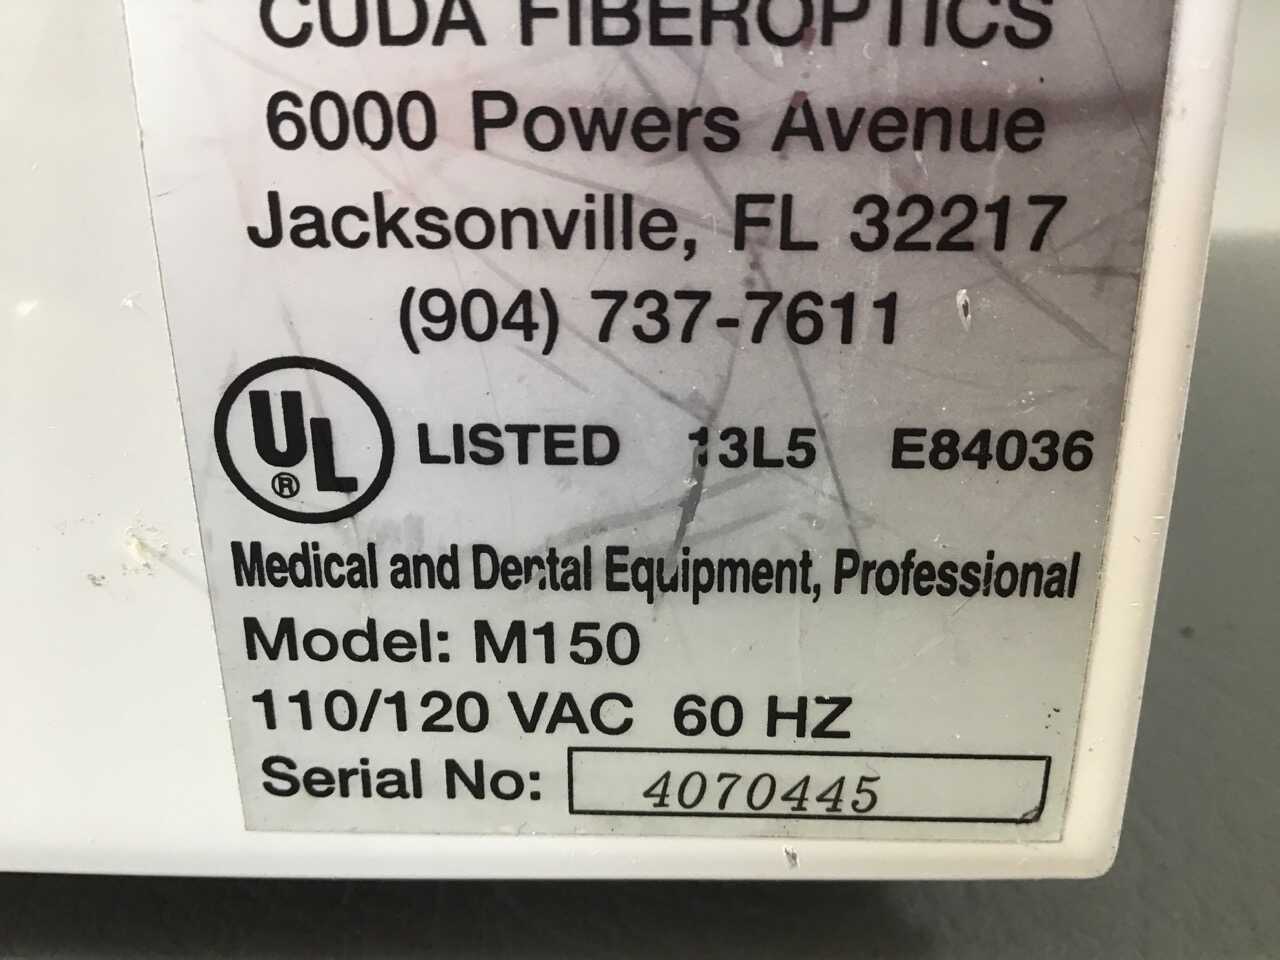 CUDA FIBEROPTICS
6000 Powers Avenue
Jacksonville, FL 32217
(904) 737-7611
UL ® LISTED 13L5 E84036
Medical and Dental Equipment, Professional
Model: M150
110/120 VAC 60 HZ
Serial No: 4070445